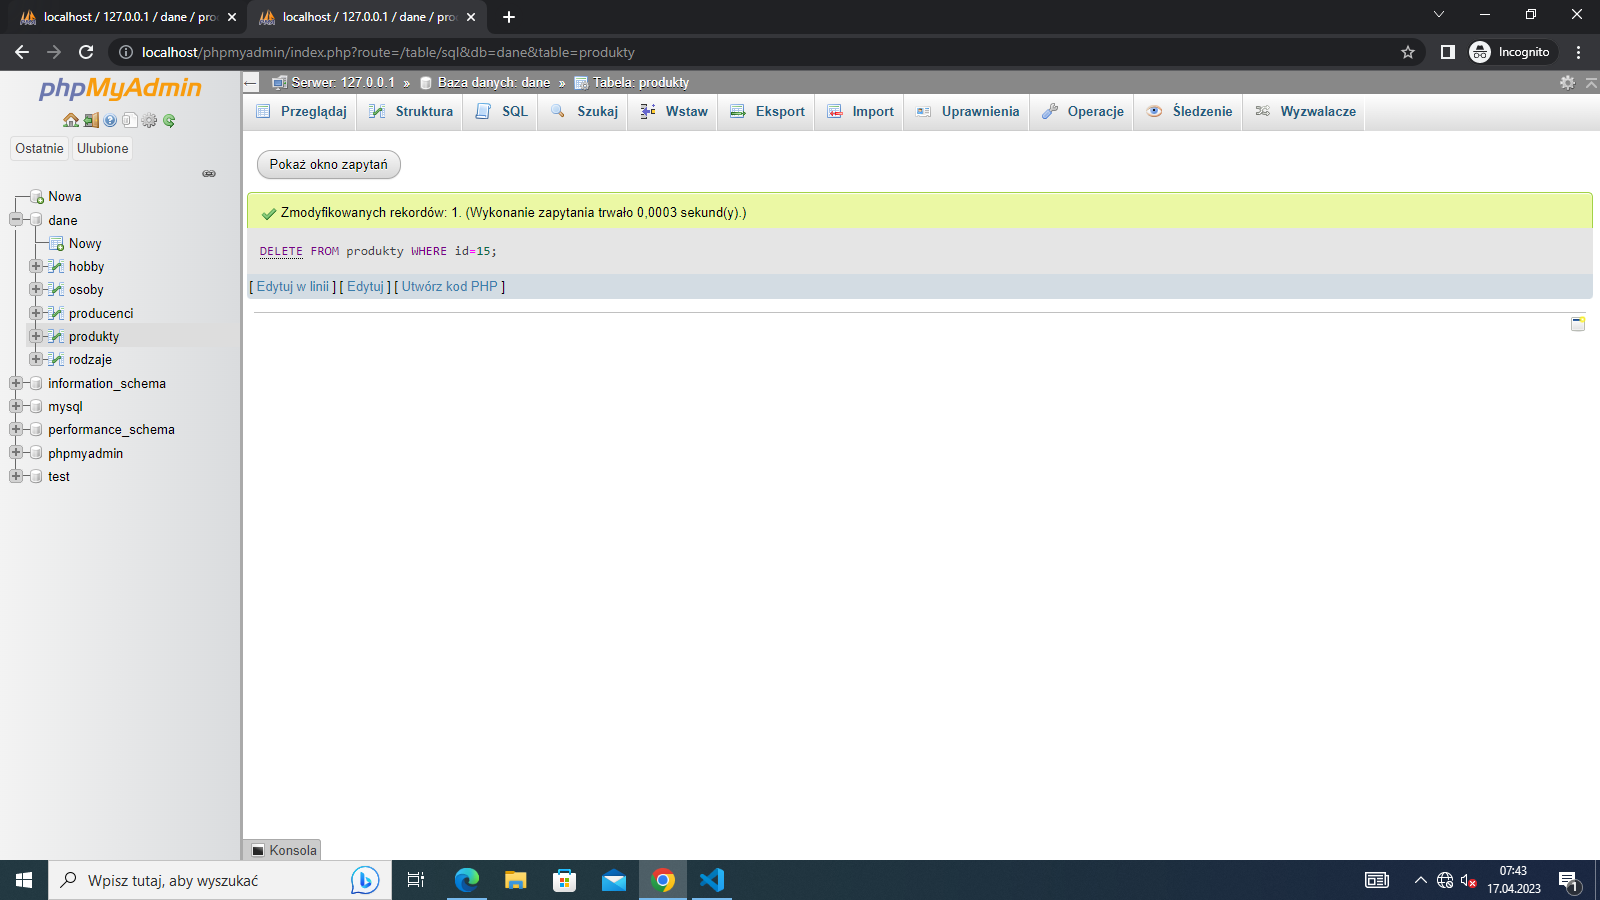 localhost / 127.0.0.1 / dane / pro
localhost / 127.0.0.1 / dane / pro
localhost/phpmyadmin/index.php?route=/table/sql&db=dane&table=produkty
Incognito
phpMyAdmin
Ostatnie
Ulubione
Nowa
dane
Nowy
hobby
osoby
producenci
produkty
rodzaje
information_schema
mysql
performance_schema
phpmyadmin
test
Serwer: 127.0.0.1 » Baza danych: dane » Tabela: produkty
Przeglądaj
Struktura
SQL
Szukaj
Wstaw
Eksport
Import
Uprawnienia
Operacje
Śledzenie
Wyzwalacze
Pokaż okno zapytań
Zmodyfikowanych rekordów: 1. (Wykonanie zapytania trwało 0,0003 sekund(y).)
DELETE FROM produkty WHERE id=15;
[ Edytuj w linii ] [ Edytuj ] [ Utwórz kod PHP ]
Konsola
Wpisz tutaj, aby wyszukać
07:43
17.04.2023
1